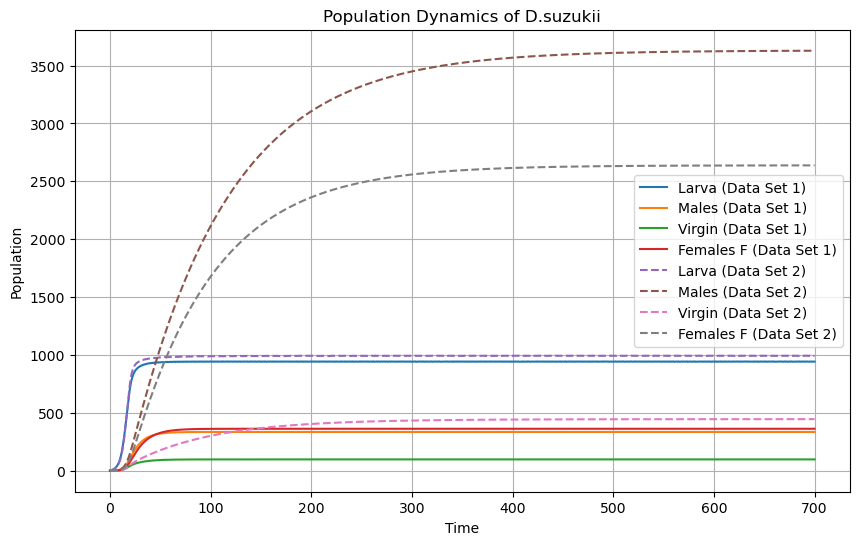 Population Dynamics of D.suzukii
Population
3500
3000
2500
2000
1500
1000
500
0
Larva (Data Set 1)
Males (Data Set 1)
Virgin (Data Set 1)
Females F (Data Set 1)
Larva (Data Set 2)
Males (Data Set 2)
Virgin (Data Set 2)
Females F (Data Set 2)
0 100 200 300 400 500 600 700
Time